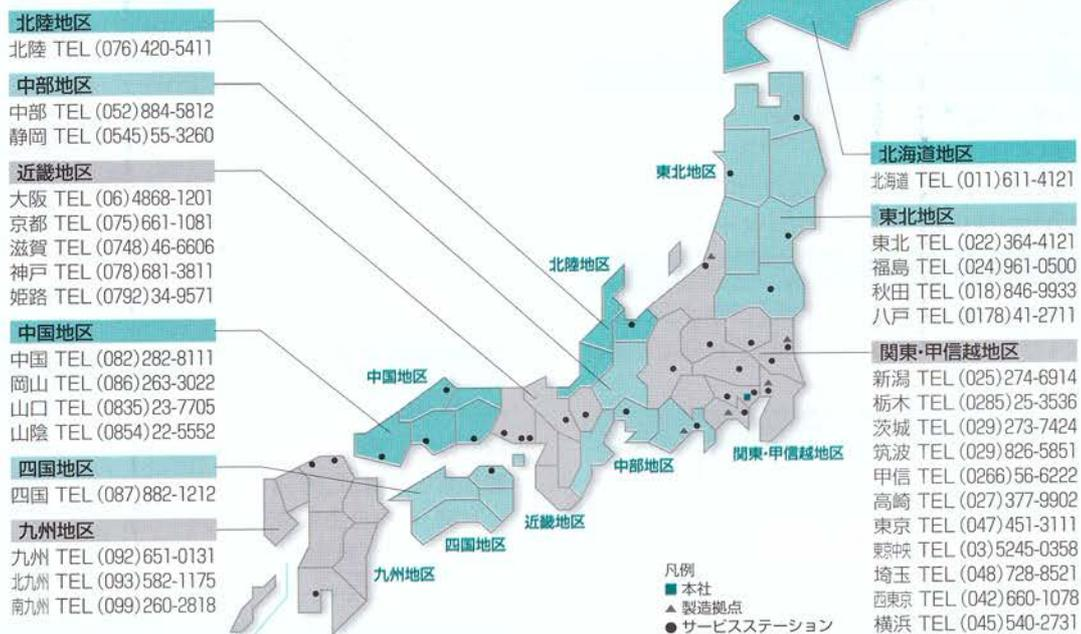 北陸地区
北陸 TEL (076)420-5411
中部地区
中部 TEL (052)884-5812
静岡 TEL (0545)55-3260
近畿地区
大阪 TEL (06)4868-1201
京都 TEL (075)661-1081
滋賀 TEL (0748)46-6606
神戸 TEL (078)681-3811
姫路 TEL (0792)34-9571
中国地区
中国 TEL (082)282-8111
岡山 TEL (086)263-3022
山口 TEL (0835)23-7705
山陰 TEL (0854)22-5552
四国地区
四国 TEL (087)882-1212
九州地区
九州 TEL (092)651-0131
北九州 TEL (093)582-1175
南九州 TEL (099)260-2818
東北地区
北陸地区
中国地区
関東・甲信越地区
中部地区
近畿地区
四国地区
九州地区
凡例
■ 本社
▲ 製造拠点
● サービスステーション
北海道地区
北海道 TEL (011)611-4121
東北地区
東北 TEL (022)364-4121
福島 TEL (024)961-0500
秋田 TEL (018)846-9933
八戸 TEL (0178)41-2711
関東・甲信越地区
新潟 TEL (025)274-6914
栃木 TEL (0285)25-3536
茨城 TEL (029)273-7424
筑波 TEL (029)826-5851
甲信 TEL (0266)56-6222
高崎 TEL (027)377-9902
東京 TEL (047)451-3111
東京中央 TEL (03)5245-0358
埼玉 TEL (048)728-8521
西東京 TEL (042)660-1078
横浜 TEL (045)540-2731